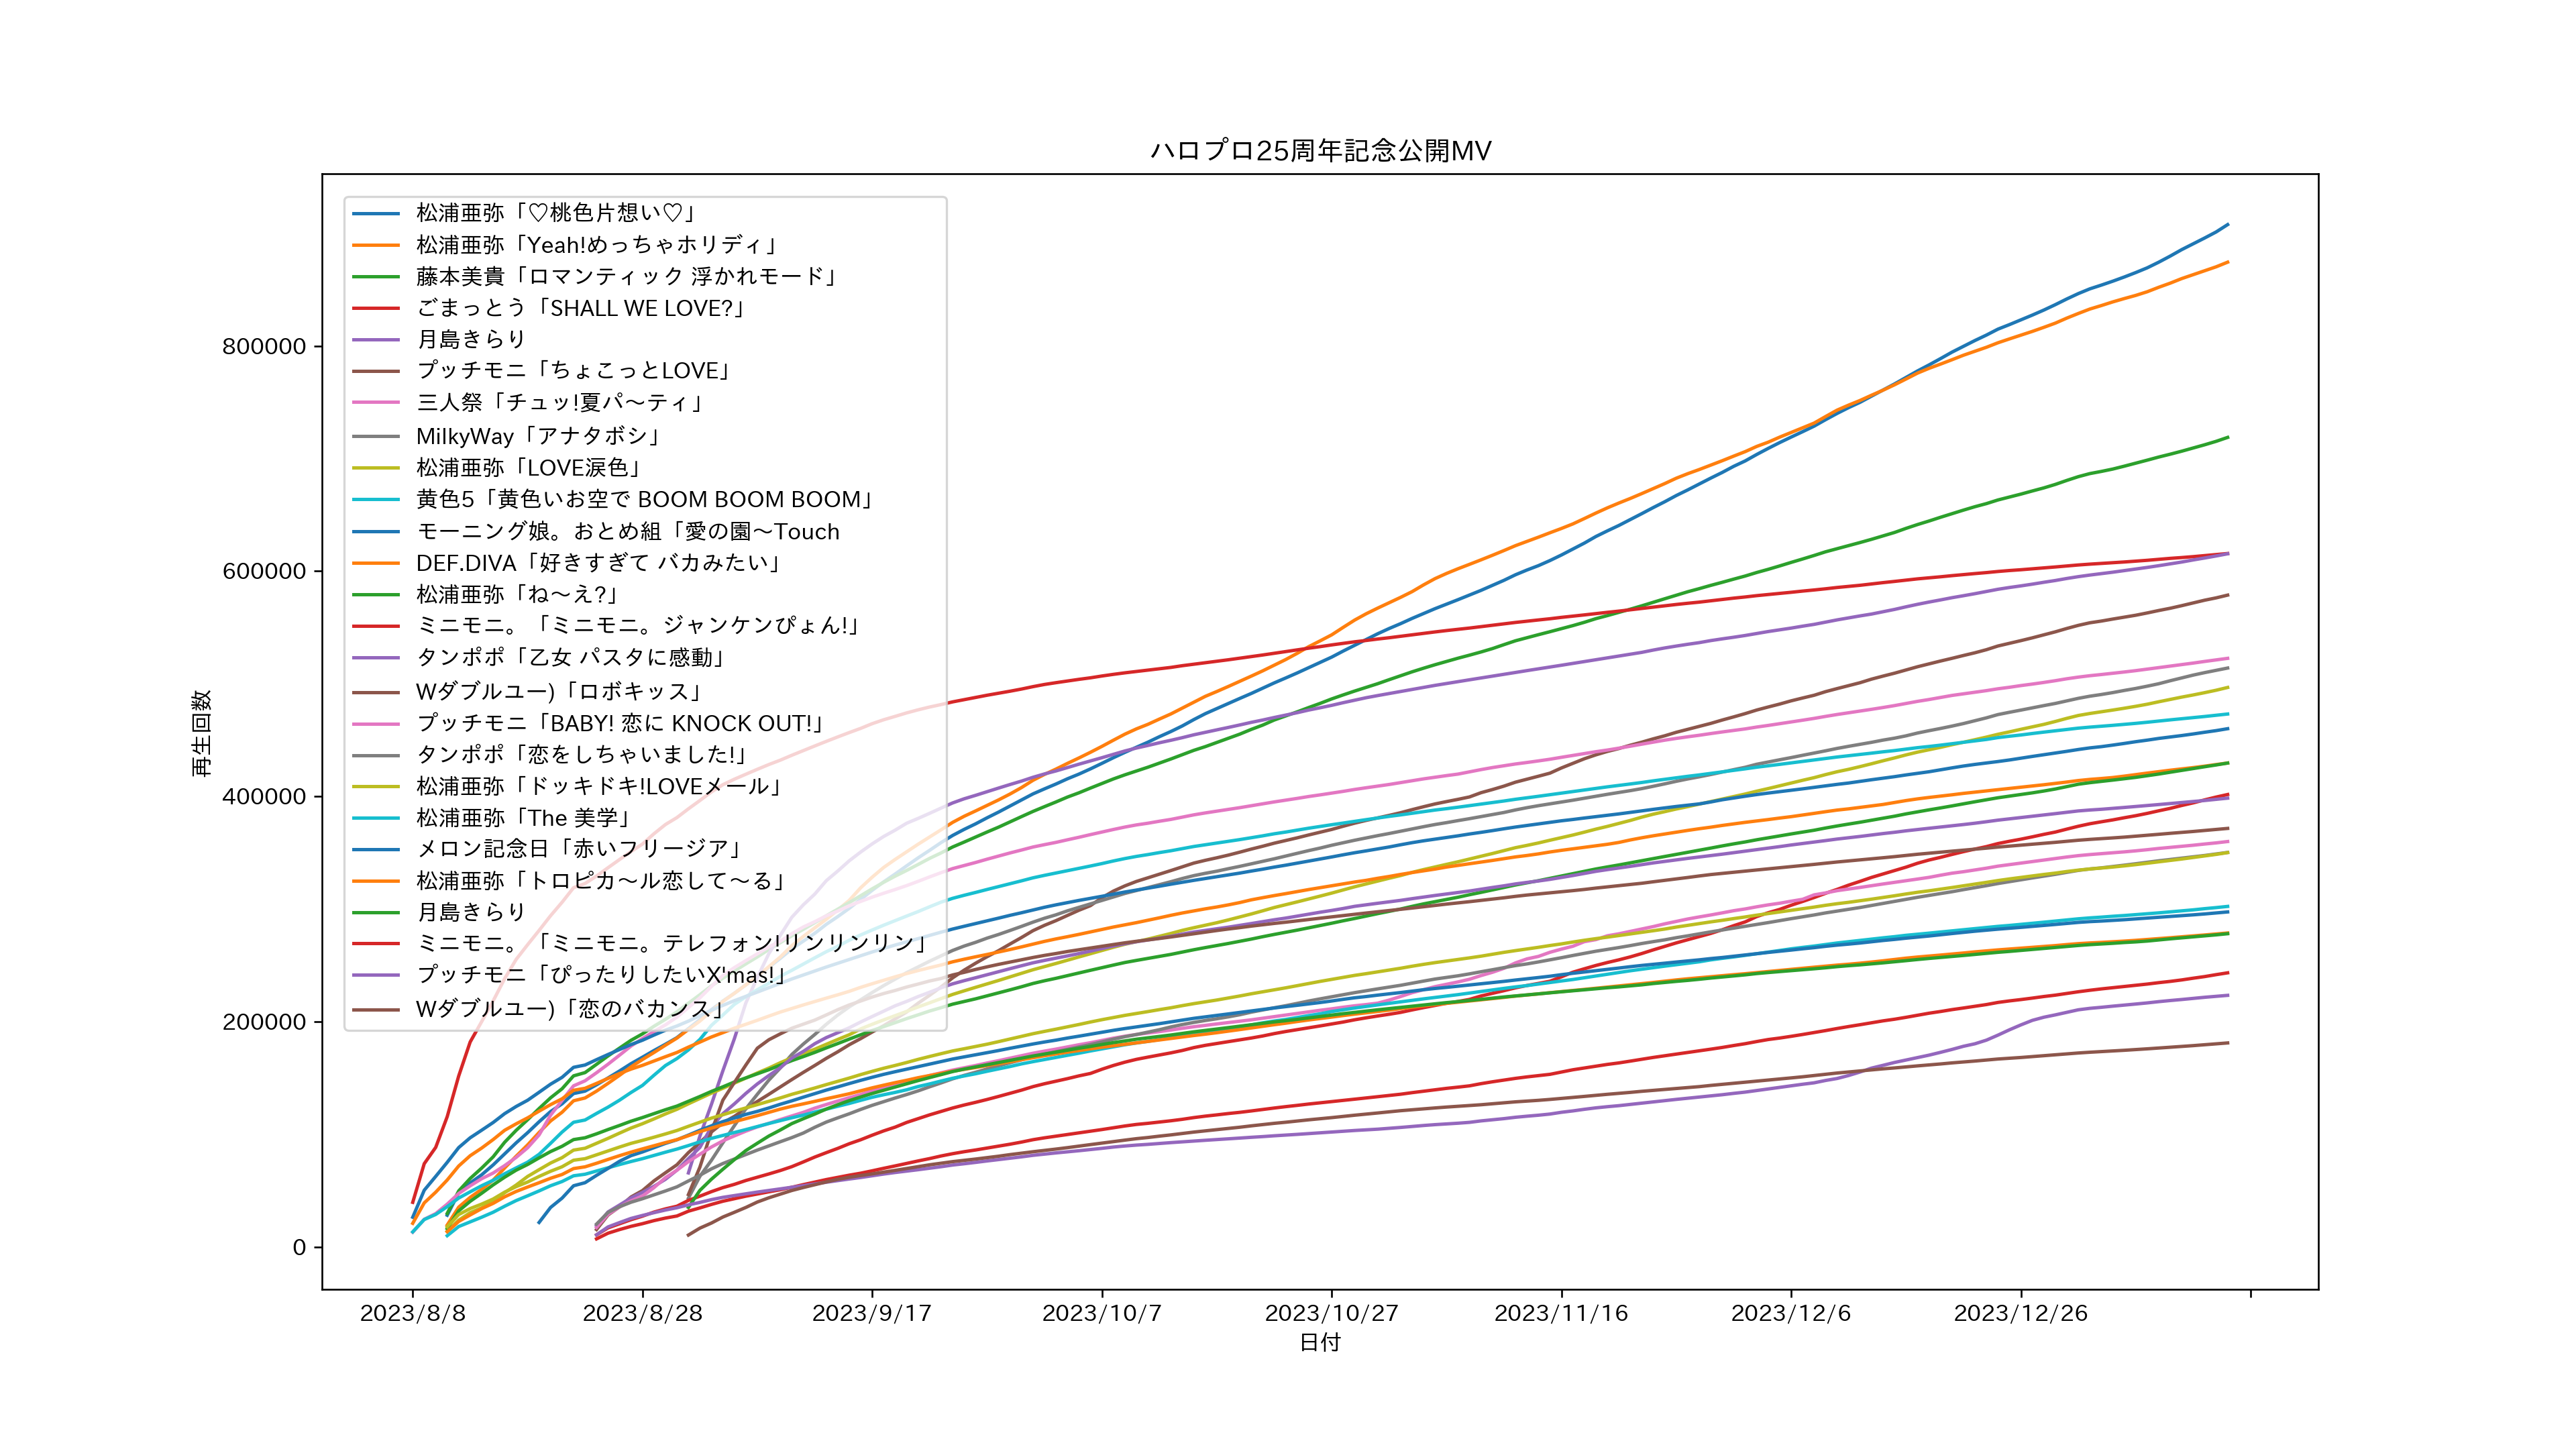 ハロプロ25周年記念公開MV
松浦亜弥「♡桃色片想い♡」
松浦亜弥「Yeah!めっちゃホリディ」
藤本美貴「ロマンティック 浮かれモード」
ごまっとう「SHALL WE LOVE?」
月島きらり
プッチモニ「ちょこっとLOVE」
三人祭「チュッ!夏パ〜ティ」
MilkyWay「アナタボシ」
松浦亜弥「LOVE涙色」
黄色5「黄色いお空で BOOM BOOM BOOM」
モーニング娘。おとめ組「愛の園〜Touch
DEF.DIVA「好きすぎて バカみたい」
松浦亜弥「ね〜え?」
ミニモニ。「ミニモニ。ジャンケンぴょん!」
タンポポ「乙女 パスタに感動」
Wダブルユー)「ロボキッス」
プッチモニ「BABY! 恋に KNOCK OUT!」
タンポポ「恋をしちゃいました!」
松浦亜弥「ドッキドキ!LOVEメール」
松浦亜弥「The 美学」
メロン記念日「赤いフリージア」
松浦亜弥「トロピカ〜ル恋して〜る」
月島きらり
ミニモニ。「ミニモニ。テレフォン!リンリンリン」
プッチモニ「ぴったりしたいX'mas!」
Wダブルユー)「恋のバカンス」
再生回数
800000
600000
400000
200000
0
2023/8/8
2023/8/28
2023/9/17
2023/10/7
2023/10/27
2023/11/16
2023/12/6
2023/12/26
日付